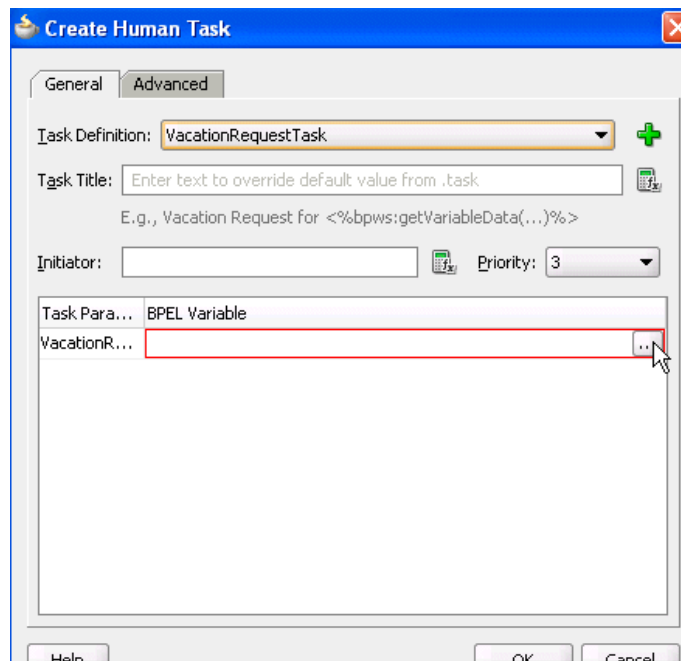 Create Human Task
General Advanced
Task Definition: VacationRequestTask
Task Title: Enter text to override default value from .task
E.g., Vacation Request for <%bpws:getVariableData(...)%>
Initiator: Priority: 3
Task Para... BPEL Variable
VacationR... ...
Help OK Cancel